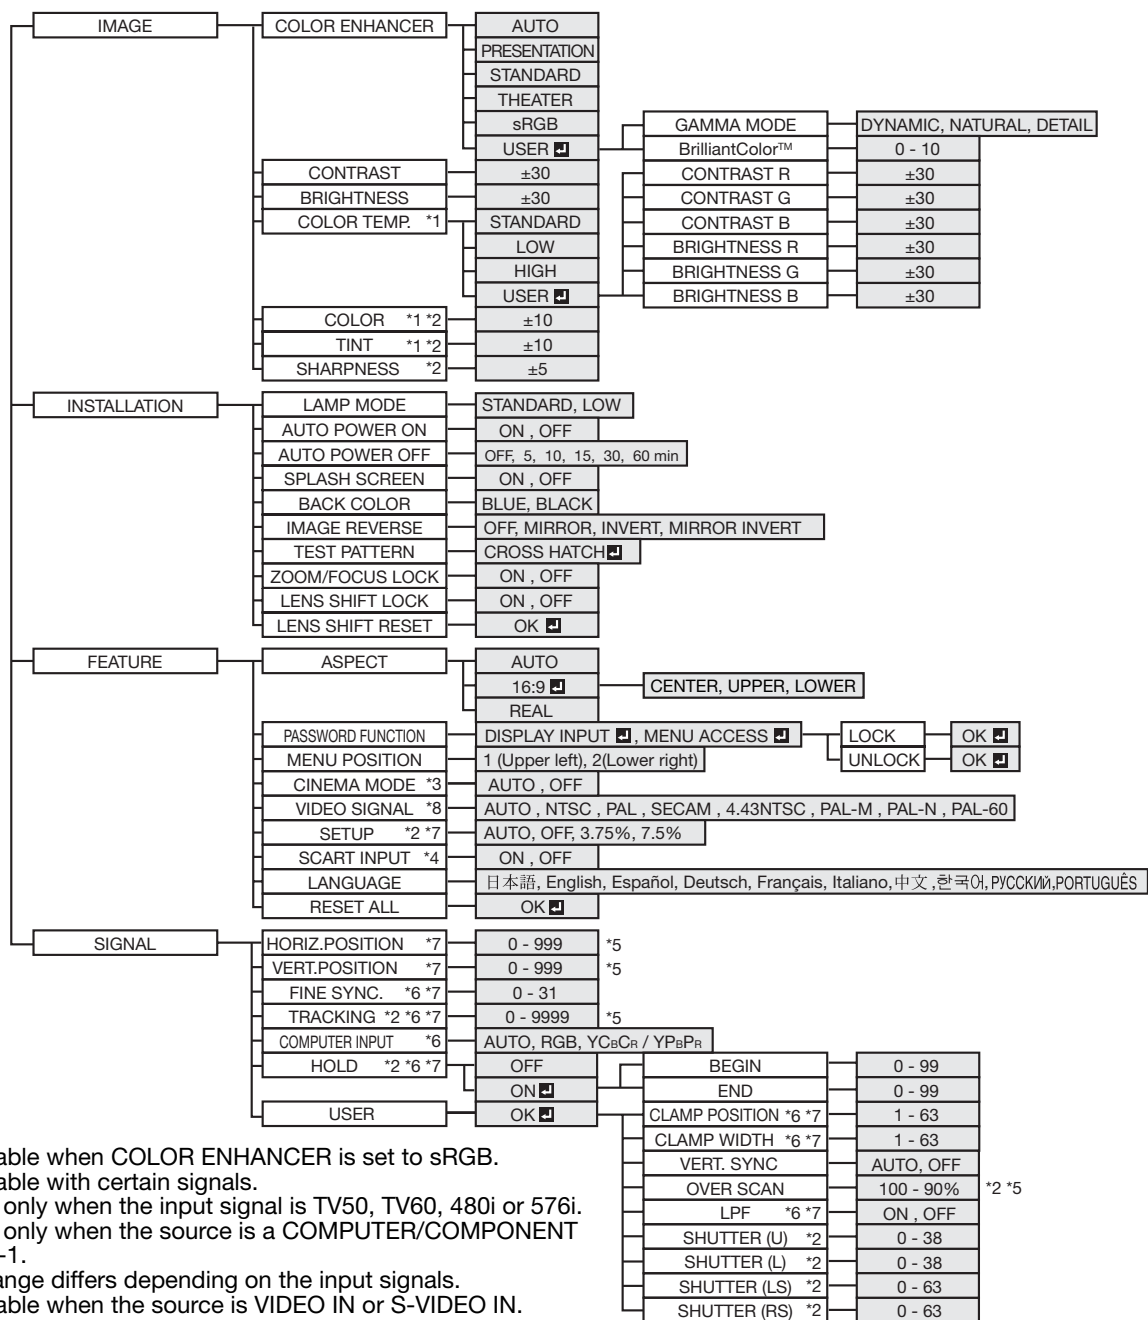 IMAGE
COLOR ENHANCER
AUTO
PRESENTATION
STANDARD
THEATER
sRGB
GAMMA MODE
DYNAMIC, NATURAL, DETAIL
USER
BrilliantColor™
0 - 10
CONTRAST
±30
CONTRAST R
±30
BRIGHTNESS
±30
CONTRAST G
±30
COLOR TEMP. *1
STANDARD
CONTRAST B
±30
LOW
BRIGHTNESS R
±30
HIGH
BRIGHTNESS G
±30
USER
BRIGHTNESS B
±30
COLOR *1 *2
±10
TINT *1 *2
±10
SHARPNESS *2
±5
INSTALLATION
LAMP MODE
STANDARD, LOW
AUTO POWER ON
ON , OFF
AUTO POWER OFF
OFF, 5, 10, 15, 30, 60 min
SPLASH SCREEN
ON , OFF
BACK COLOR
BLUE, BLACK
IMAGE REVERSE
OFF, MIRROR, INVERT, MIRROR INVERT
TEST PATTERN
CROSS HATCH
ZOOM/FOCUS LOCK
ON , OFF
LENS SHIFT LOCK
ON , OFF
LENS SHIFT RESET
OK
FEATURE
ASPECT
AUTO
16:9
CENTER, UPPER, LOWER
REAL
PASSWORD FUNCTION
DISPLAY INPUT , MENU ACCESS
LOCK
OK
MENU POSITION
1 (Upper left), 2(Lower right)
UNLOCK
OK
CINEMA MODE *3
AUTO , OFF
VIDEO SIGNAL *8
AUTO , NTSC , PAL , SECAM , 4.43NTSC , PAL-M , PAL-N , PAL-60
SETUP *2 *7
AUTO, OFF, 3.75%, 7.5%
SCART INPUT *4
ON , OFF
LANGUAGE
日本語, English, Español, Deutsch, Français, Italiano,中文 ,한국어, РУССКИЙ,PORTUGUÊS
RESET ALL
OK
SIGNAL
HORIZ.POSITION *7
0 - 999
*5
VERT.POSITION *7
0 - 999
*5
FINE SYNC. *6 *7
0 - 31
TRACKING *2 *6 *7
0 - 9999
*5
COMPUTER INPUT *6
AUTO, RGB, YCBCR / YPBPR
HOLD *2 *6 *7
OFF
BEGIN
0 - 99
ON
END
0 - 99
USER
OK
CLAMP POSITION *6 *7
1 - 63
CLAMP WIDTH *6 *7
1 - 63
VERT. SYNC
AUTO, OFF
OVER SCAN
100 - 90%
*2 *5
LPF *6 *7
ON , OFF
SHUTTER (U) *2
0 - 38
SHUTTER (L) *2
0 - 38
SHUTTER (LS) *2
0 - 63
SHUTTER (RS) *2
0 - 63
able when COLOR ENHANCER is set to sRGB.
able with certain signals.
only when the input signal is TV50, TV60, 480i or 576i.
only when the source is a COMPUTER/COMPONENT
-1.
ange differs depending on the input signals.
able when the source is VIDEO IN or S-VIDEO IN.